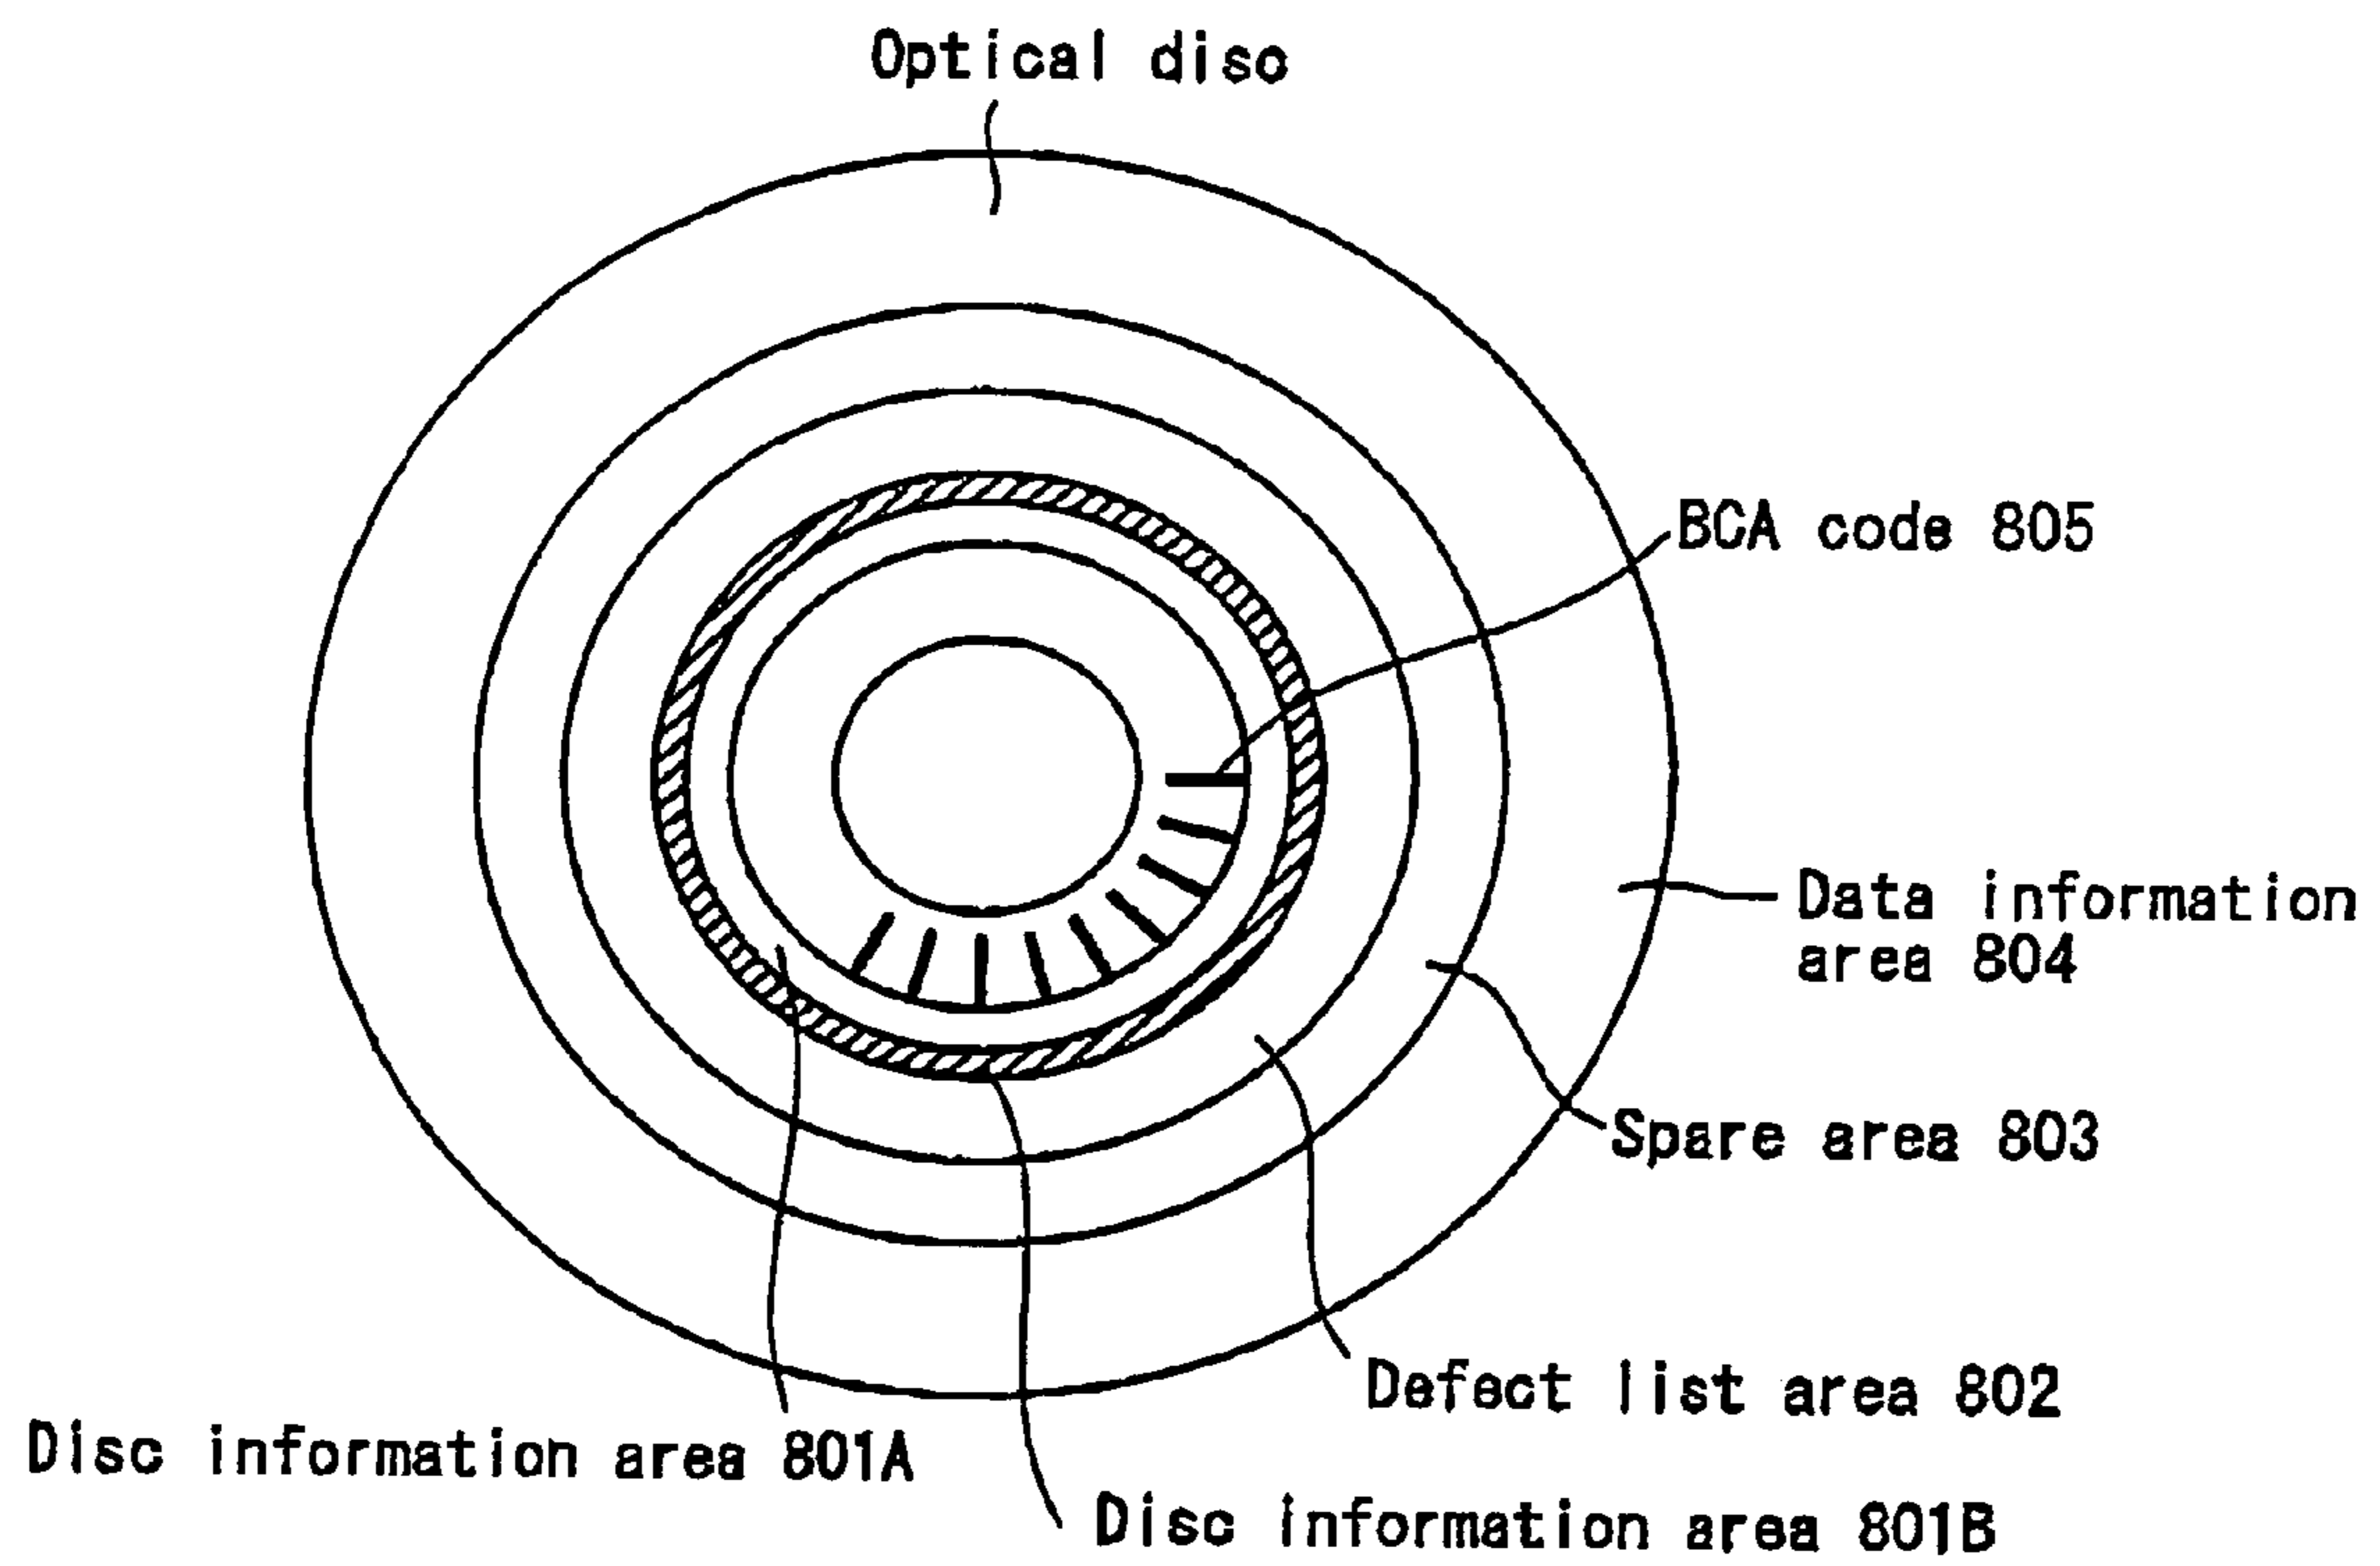 Optical disc
BCA code 805
Data information
area 804
Spare area 803
Defect list area 802
Disc information area 801A
Disc information area 801B